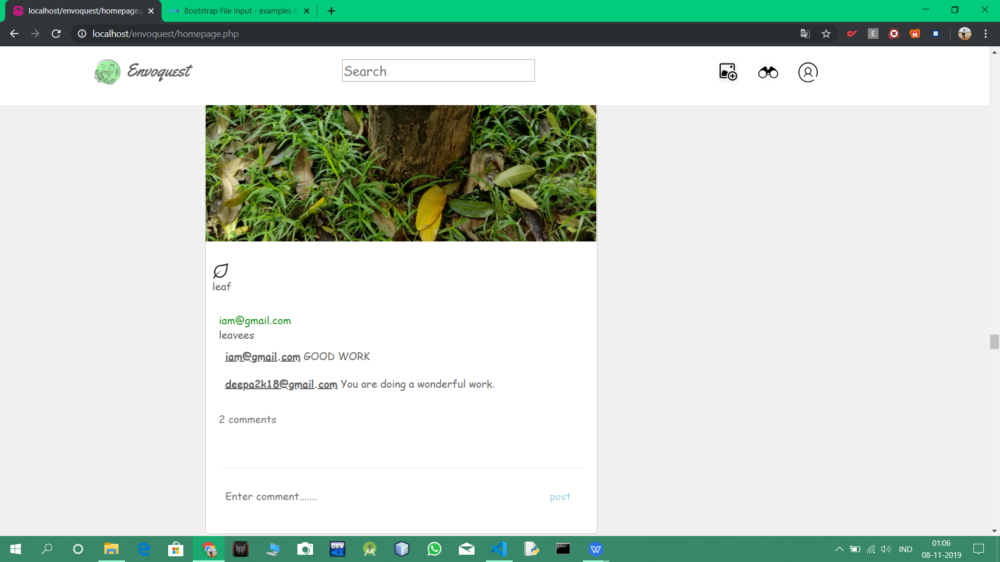 localhost/envoquest/homepage.p
Bootstrap File Input - examples &
localhost/envoquest/homepage.php
E
Envoquest
Search
leaf
iam@gmail.com
leavees
iam@gmail.com GOOD WORK
deepa2k18@gmail.com You are doing a wonderful work.
2 comments
Enter comment.......
post
DEV
IND
01:06
08-11-2019